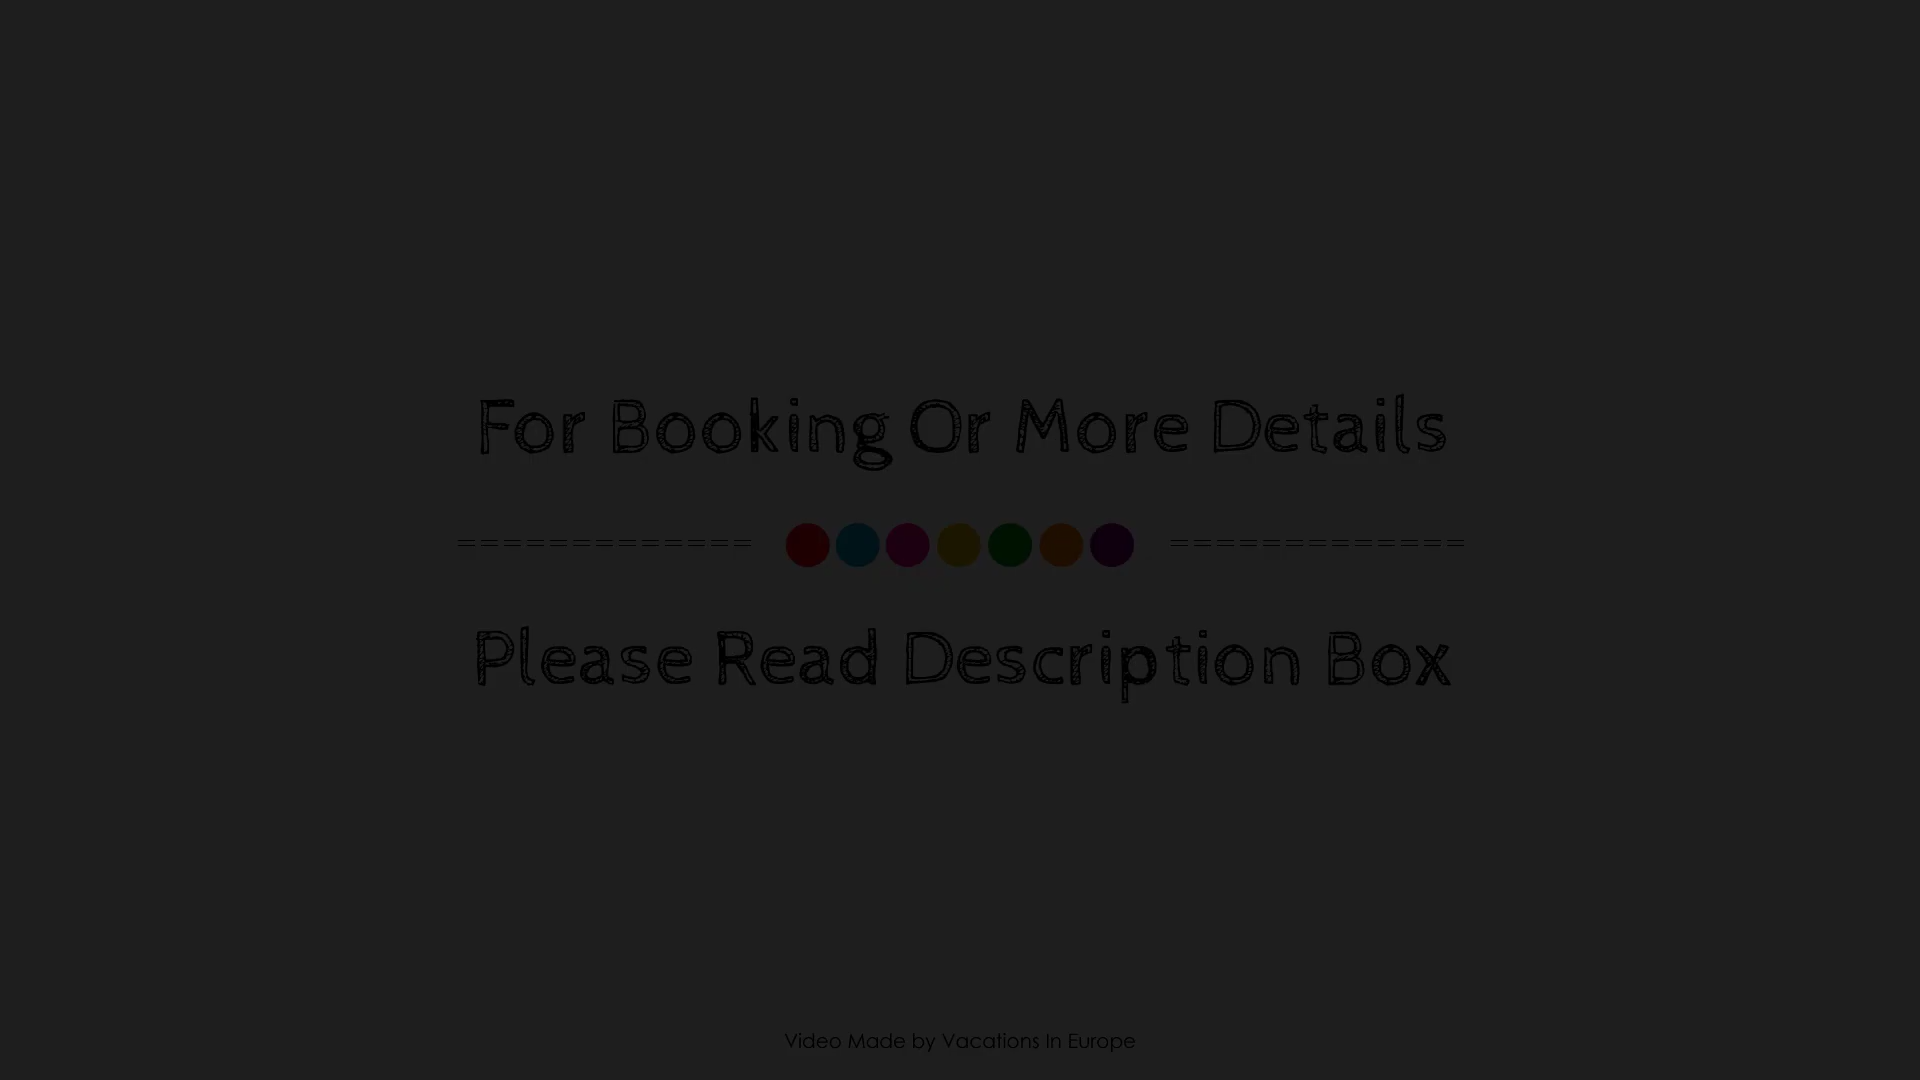 For Booking Or More Details
============= =============
Please Read Description Box
Video Made by Vacations In Europe